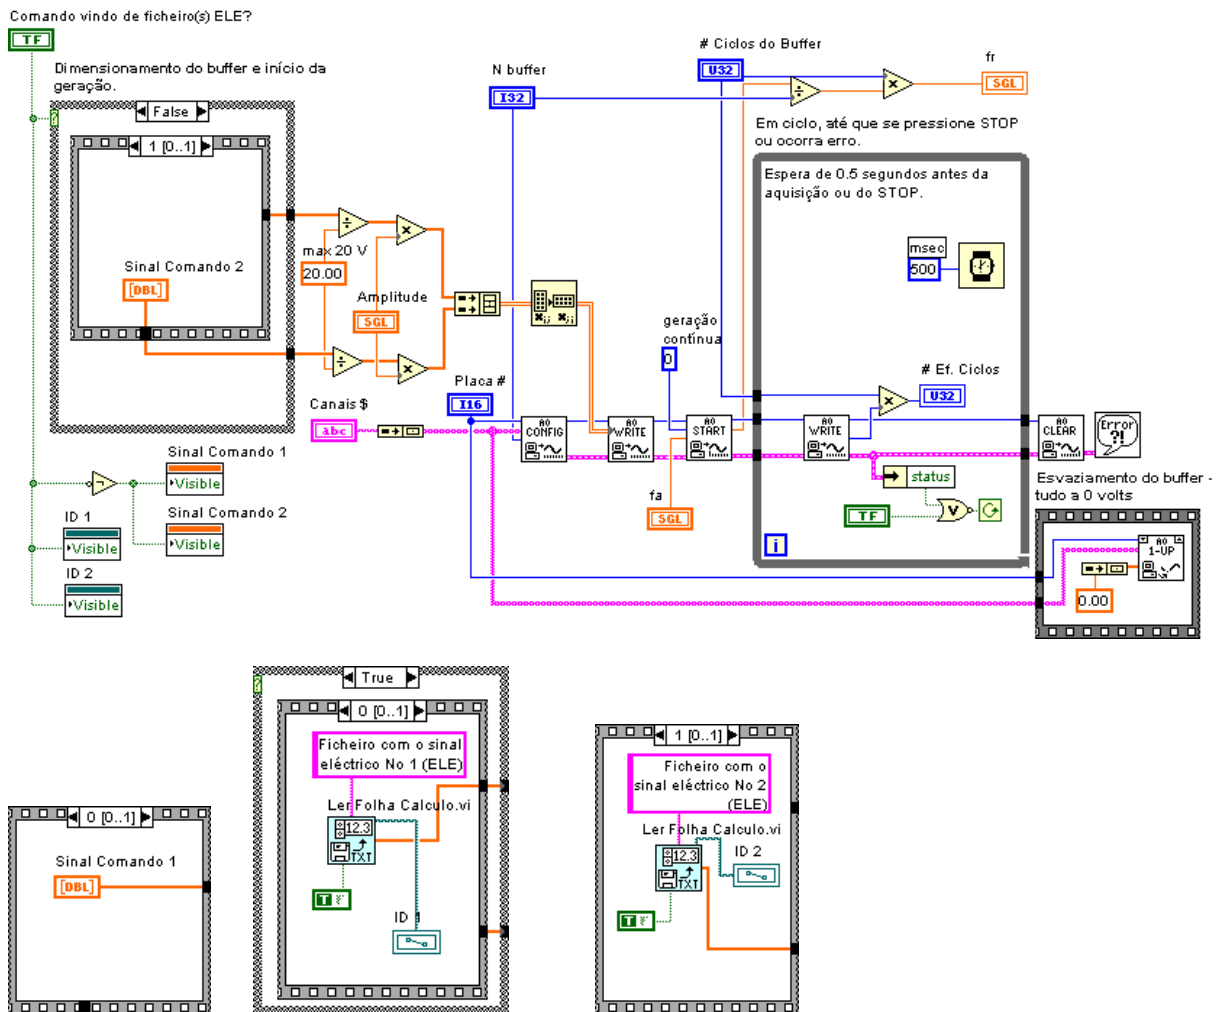 Comando vindo de ficheiro(s) ELE?
TF
Dimensionamento do buffer e início da
geração.
?
False
1 [0..1]
Sinal Comando 2
[DBL]
max 20 V
20.00
Amplitude
SGL
N buffer
I32
# Ciclos do Buffer
U32
fr
SGL
Em ciclo, até que se pressione STOP
ou ocorra erro.
Espera de 0.5 segundos antes da
aquisição ou do STOP.
msec
500
geração
contínua
0
# Ef. Ciclos
U32
Placa #
I16
Canais $
abc
AO
CONFIG
AO
WRITE
AO
START
AO
WRITE
AO
CLEAR
Error
?!
status
fa
SGL
TF
V
i
Esvaziamento do buffer -
tudo a 0 volts
AO
1-UP
0.00
Sinal Comando 1
Visible
Sinal Comando 2
Visible
ID 1
Visible
ID 2
Visible
?
True
0 [0..1]
Ficheiro com o sinal
eléctrico No 1 (ELE)
Ler Folha Calculo.vi
12.3
TXT
T
ID 1
1 [0..1]
Ficheiro com o
sinal eléctrico No 2
(ELE)
Ler Folha Calculo.vi
12.3
TXT
ID 2
T
0 [0..1]
Sinal Comando 1
[DBL]